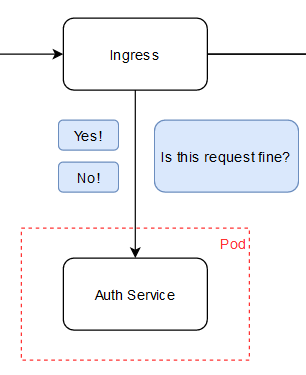 Ingress
Yes!
Is this request fine?
No!
Pod
Auth Service